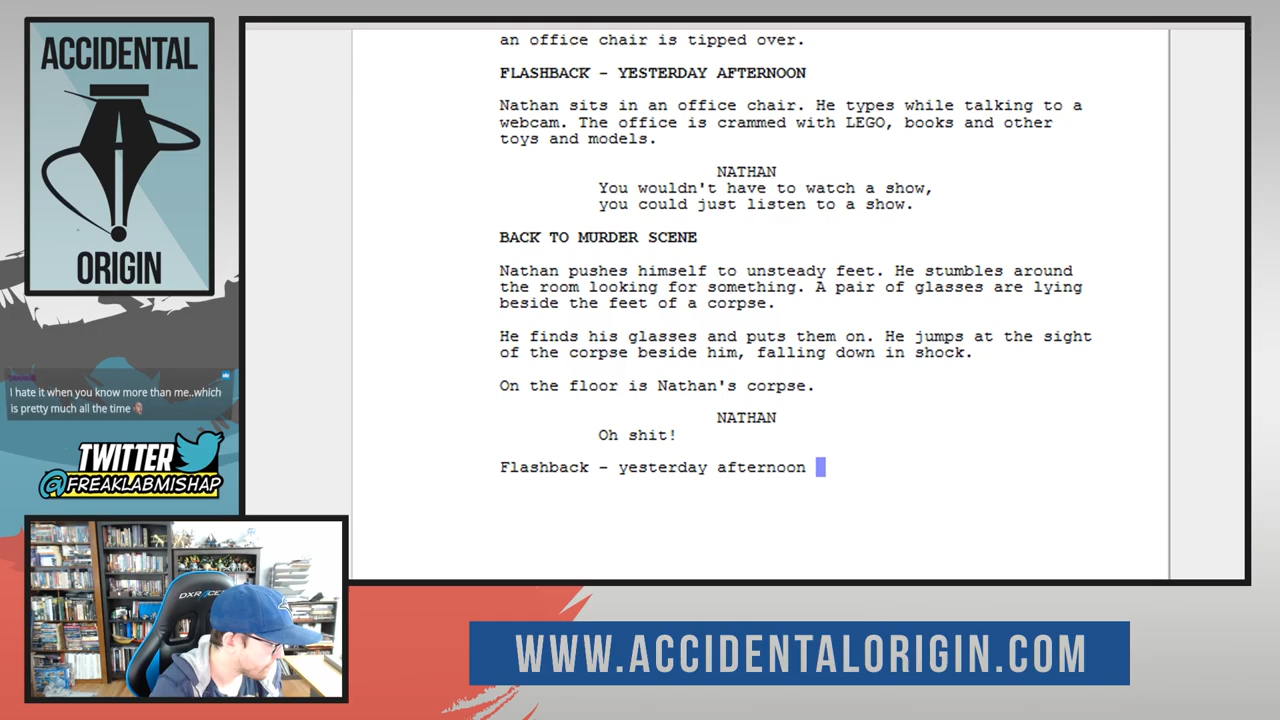 ACCIDENTAL
ORIGIN
an office chair is tipped over.
FLASHBACK – YESTERDAY AFTERNOON
Nathan sits in an office chair. He types while talking to a
webcam. The office is crammed with LEGO, books and other
toys and models.
NATHAN
You wouldn't have to watch a show,
you could just listen to a show.
BACK TO MURDER SCENE
Nathan pushes himself to unsteady feet. He stumbles around
the room looking for something. A pair of glasses are lying
beside the feet of a corpse.
He finds his glasses and puts them on. He jumps at the sight
of the corpse beside him, falling down in shock.
On the floor is Nathan's corpse.
NATHAN
Oh shit!
Flashback – yesterday afternoon
I hate it when you know more than me..which
is pretty much all the time
TWITTER
@FREAKLABMISHAP
WWW.ACCIDENTALORIGIN.COM